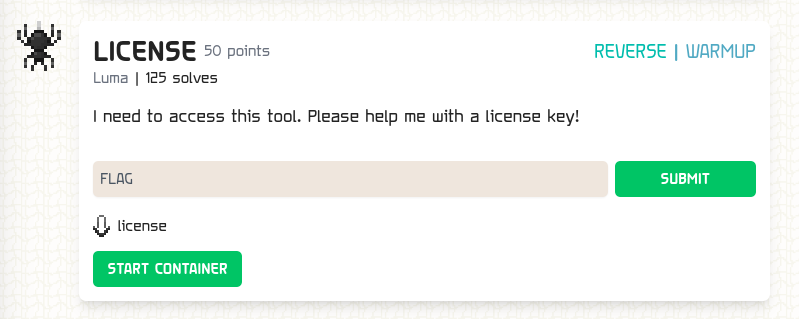 LICENSE 50 points REVERSE | WARMUP
Luma | 125 solves
I need to access this tool. Please help me with a license key!
FLAG SUBMIT
license
START CONTAINER